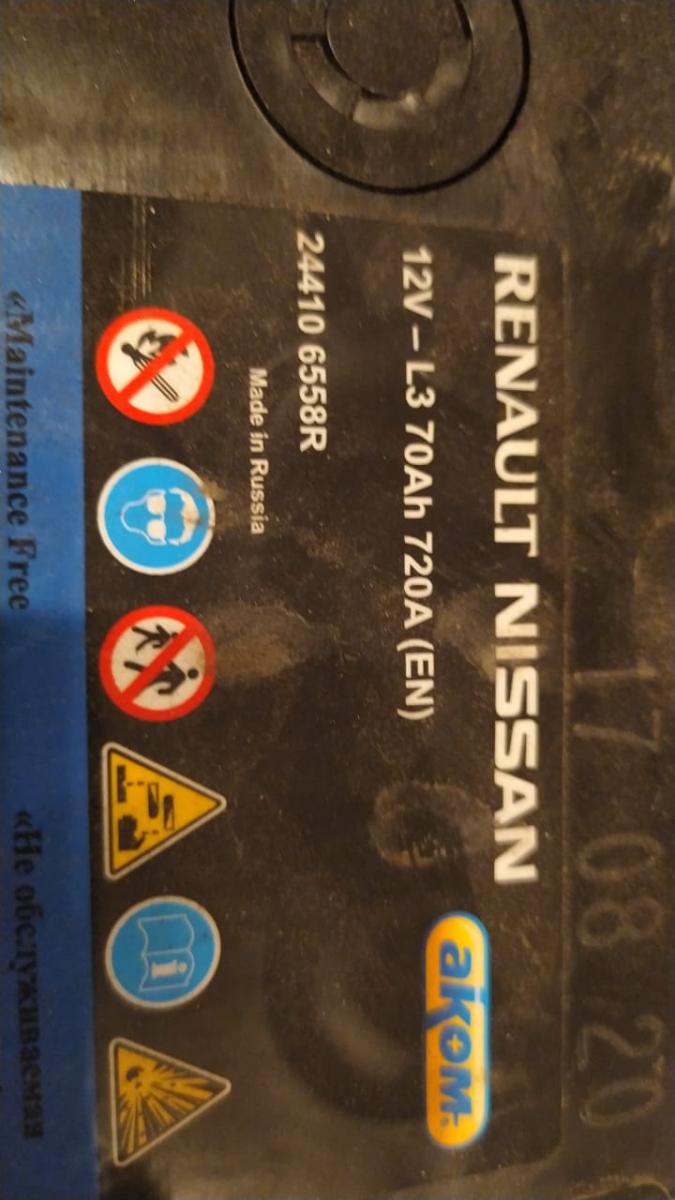 17 08 20
RENAULT NISSAN
аком
12V – L3 70Ah 720A (EN)
24410 6558R
Made in Russia
«Maintenance Free
«Не обслуживаемая